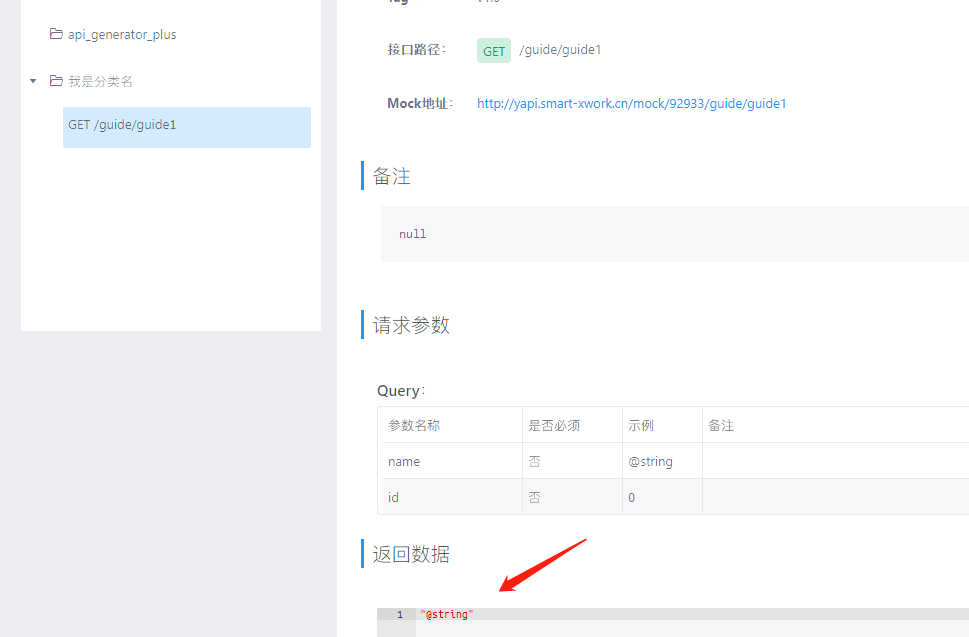 api_generator_plus
我是分类名
GET /guide/guide1
接口路径：
GET /guide/guide1
Mock地址：
http://yapi.smart-xwork.cn/mock/92933/guide/guide1
备注
null
请求参数
Query：
参数名称 是否必须 示例 备注
name 否 @string
id 否 0
返回数据
1 "@string"